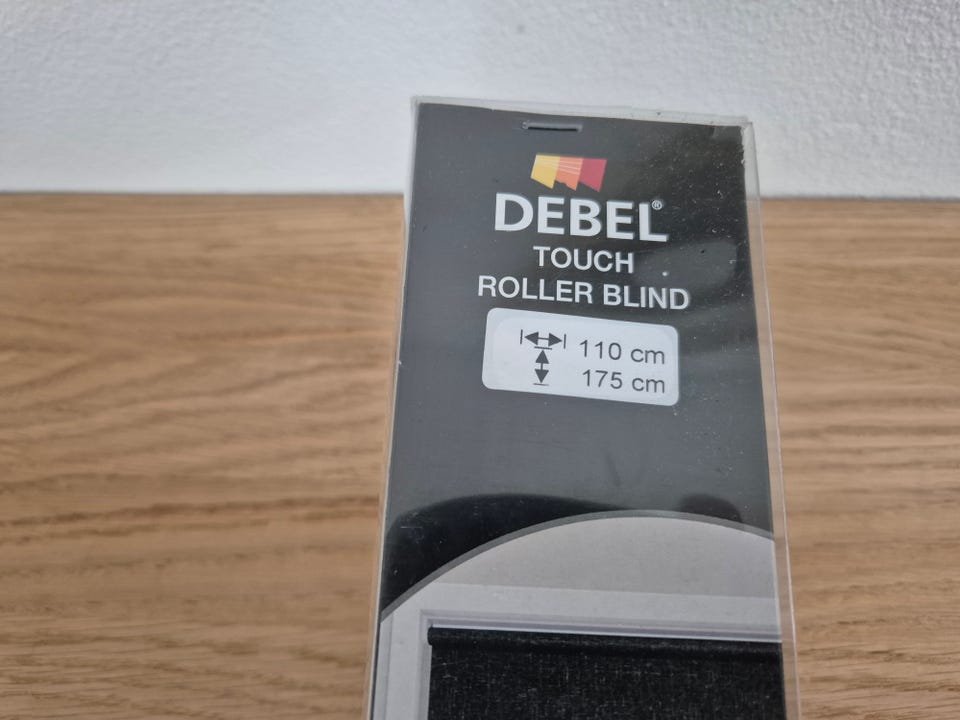 DEBEL®
TOUCH
ROLLER BLIND
110 cm
175 cm